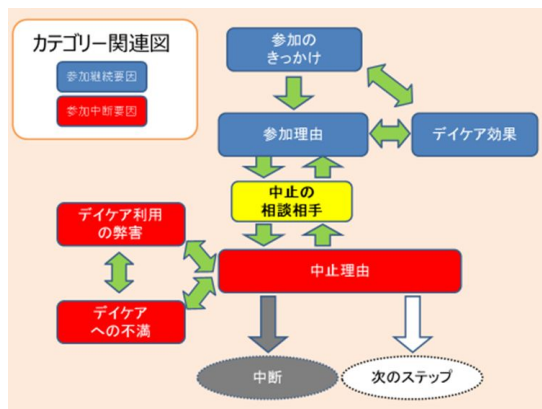 カテゴリー関連図
参加継続要因
参加中断要因
参加の
きっかけ
参加理由
デイケア効果
中止の
相談相手
デイケア利用
の弊害
中止理由
デイケア
への不満
中断
次のステップ